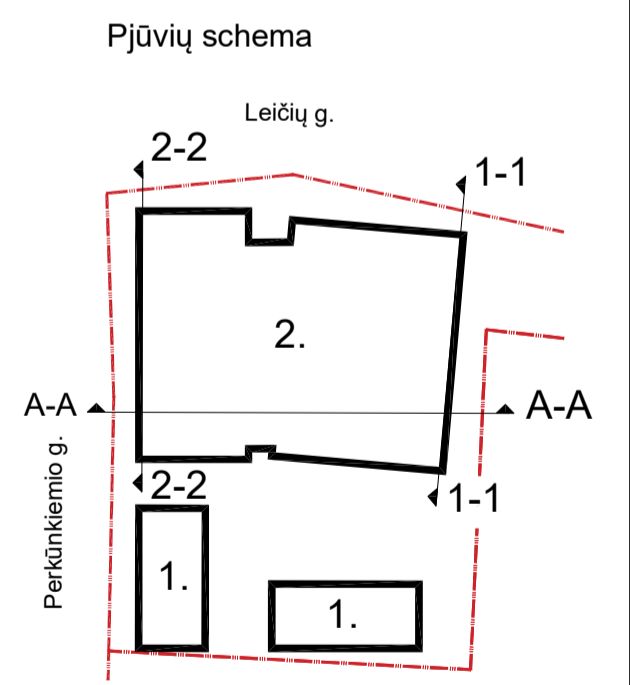 Pjūvių schema
Leičių g.
2-2
1-1
2.
A-A
A-A
Perkūnkiemio g.
2-2
1-1
1.
1.